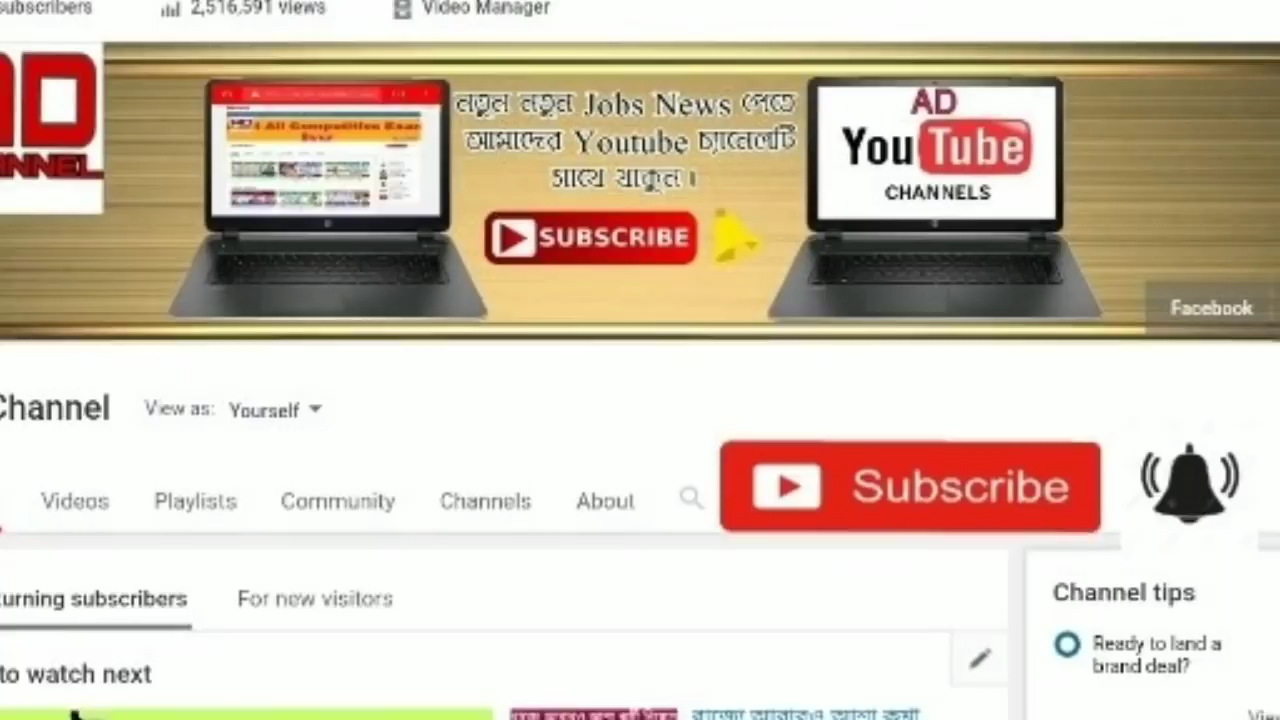 subscribers
2,516,591 views
Video Manager
AD
নতুন নতুন Jobs News পেতে
আমাদের Youtube চ্যানেলটি
সাথে থাকুন।
SUBSCRIBE
AD
YouTube
CHANNELS
Facebook
Channel
View as: Yourself
Videos
Playlists
Community
Channels
About
Subscribe
turning subscribers
For new visitors
Channel tips
Ready to land a
brand deal?
to watch next